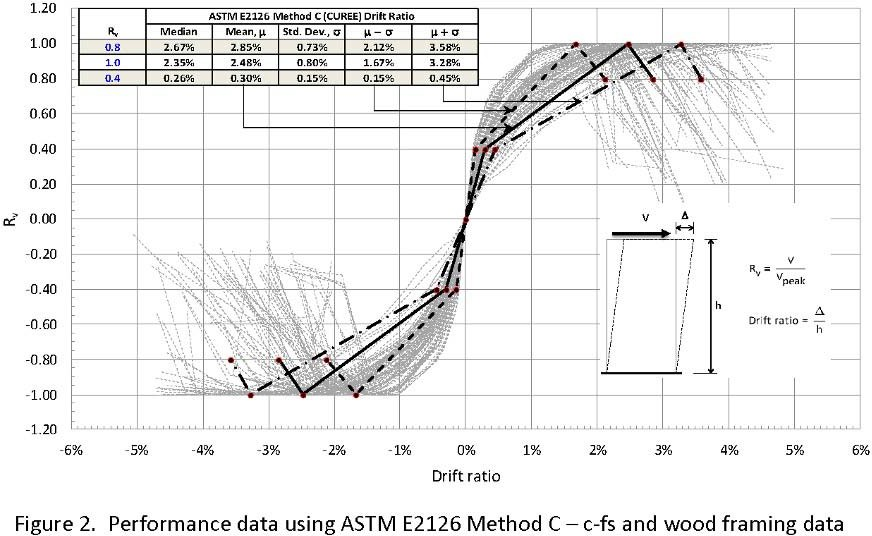 ASTM E2126 Method C (CUREE) Drift Ratio
Rv Median Mean, μ Std. Dev., σ μ – σ μ + σ
0.8 2.67% 2.85% 0.73% 2.12% 3.58%
1.0 2.35% 2.48% 0.80% 1.67% 3.28%
0.4 0.26% 0.30% 0.15% 0.15% 0.45%
1.20
1.00
0.80
0.60
0.40
0.20
0.00
-0.20
-0.40
-0.60
-0.80
-1.00
-1.20
Rv
V Δ
h
Rv = v / vpeak
Drift ratio = Δ / h
-6% -5% -4% -3% -2% -1% 0% 1% 2% 3% 4% 5% 6%
Drift ratio
Figure 2. Performance data using ASTM E2126 Method C – c-fs and wood framing data